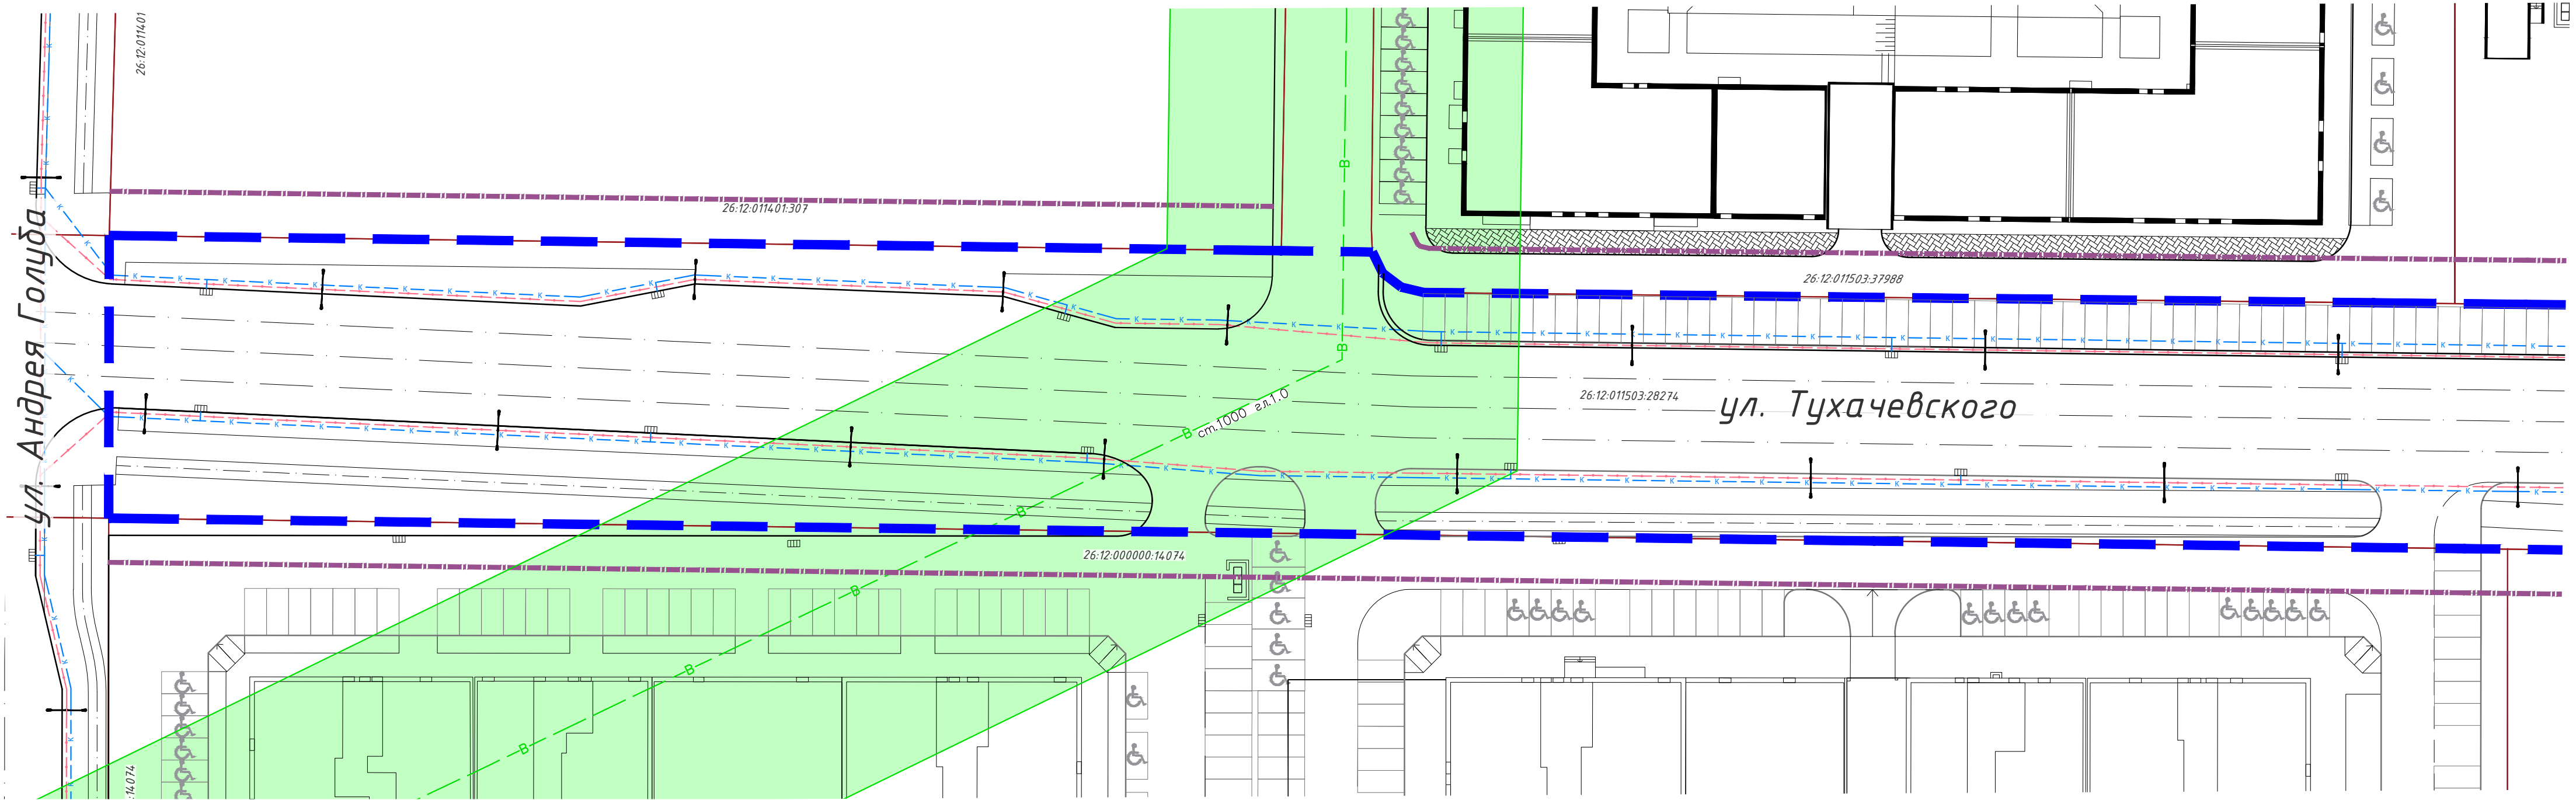 26:12:011401
26:12:011401:307
26:12:011503:37988
ул. Андрея Голуба
ст.1000 гл.1.0
26:12:011503:28274
ул. Тухачевского
26:12:000000:14074
:14074
К
В